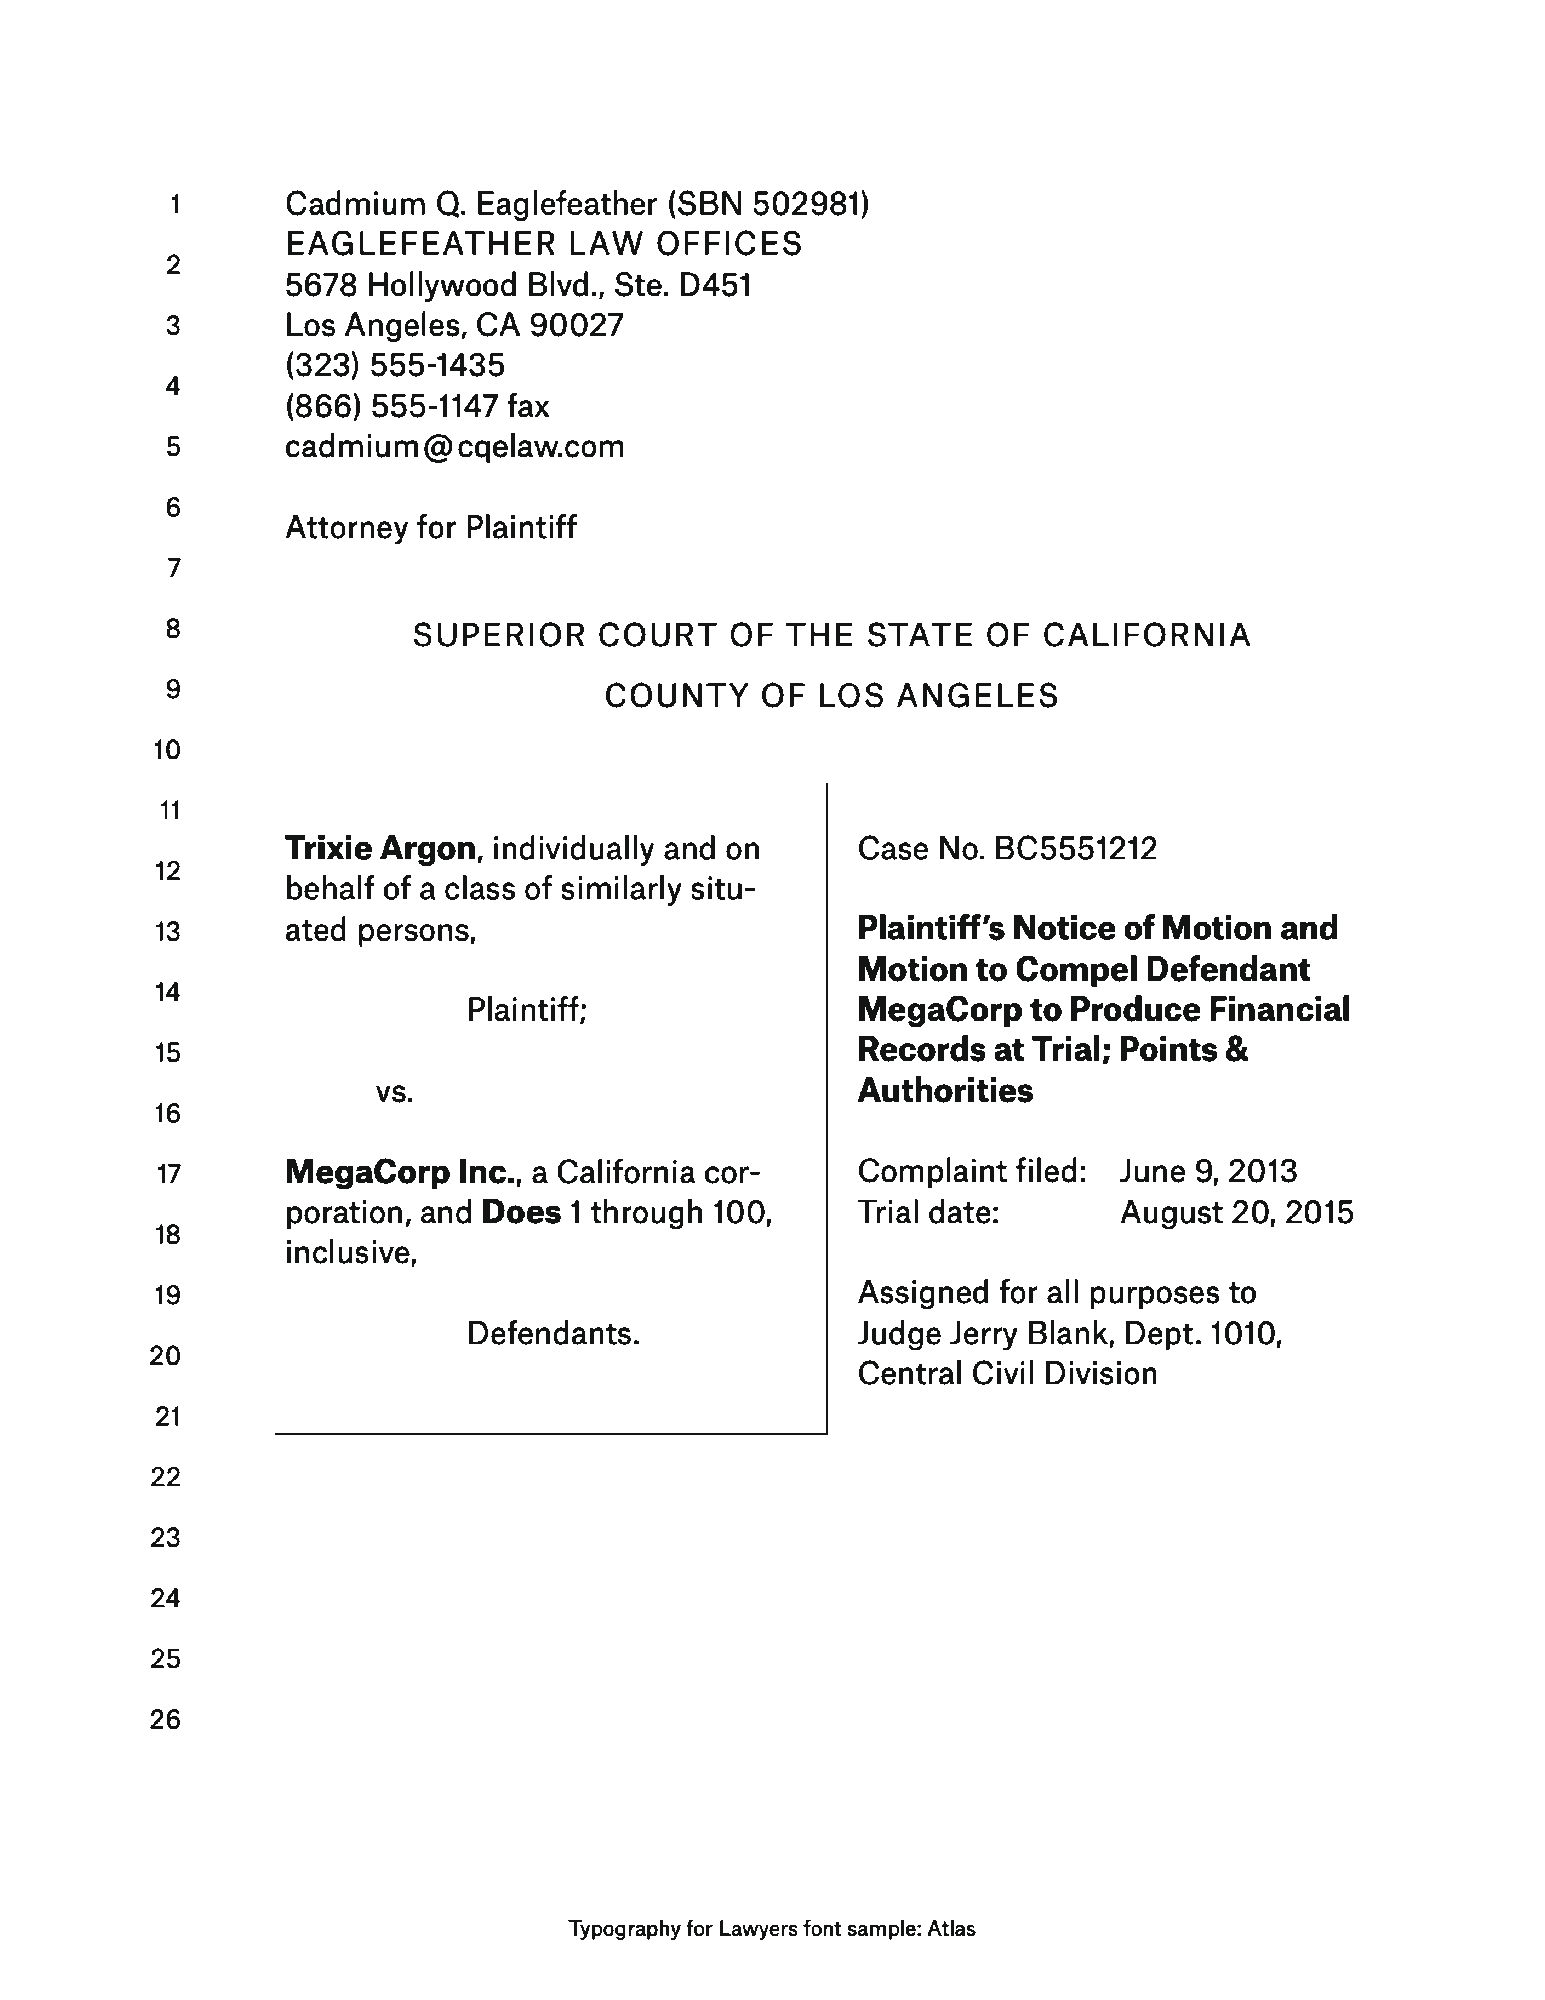 1
2
3
4
5
6
7
8
9
10
11
12
13
14
15
16
17
18
19
20
21
22
23
24
25
26
Cadmium Q. Eaglefeather (SBN 502981)
EAGLEFEATHER LAW OFFICES
5678 Hollywood Blvd., Ste. D451
Los Angeles, CA 90027
(323) 555-1435
(866) 555-1147 fax
cadmium@cqelaw.com
Attorney for Plaintiff
SUPERIOR COURT OF THE STATE OF CALIFORNIA
COUNTY OF LOS ANGELES
Trixie Argon, individually and on
behalf of a class of similarly situ-
ated persons,
Plaintiff;
vs.
MegaCorp Inc., a California cor-
poration, and Does 1 through 100,
inclusive,
Defendants.
Case No. BC5551212
Plaintiff’s Notice of Motion and
Motion to Compel Defendant
MegaCorp to Produce Financial
Records at Trial; Points &
Authorities
Complaint filed: June 9, 2013
Trial date: August 20, 2015
Assigned for all purposes to
Judge Jerry Blank, Dept. 1010,
Central Civil Division
Typography for Lawyers font sample: Atlas